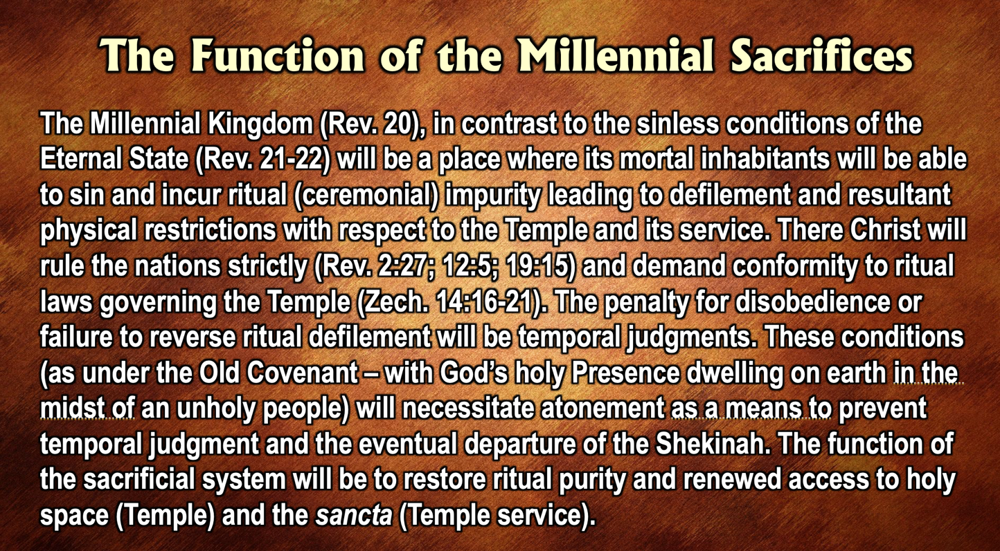 The Function of the Millennial Sacrifices
The Millennial Kingdom (Rev. 20), in contrast to the sinless conditions of the
Eternal State (Rev. 21-22) will be a place where its mortal inhabitants will be able
to sin and incur ritual (ceremonial) impurity leading to defilement and resultant
physical restrictions with respect to the Temple and its service. There Christ will
rule the nations strictly (Rev. 2:27; 12:5; 19:15) and demand conformity to ritual
laws governing the Temple (Zech. 14:16-21). The penalty for disobedience or
failure to reverse ritual defilement will be temporal judgments. These conditions
(as under the Old Covenant – with God’s holy Presence dwelling on earth in the
midst of an unholy people) will necessitate atonement as a means to prevent
temporal judgment and the eventual departure of the Shekinah. The function of
the sacrificial system will be to restore ritual purity and renewed access to holy
space (Temple) and the sancta (Temple service).